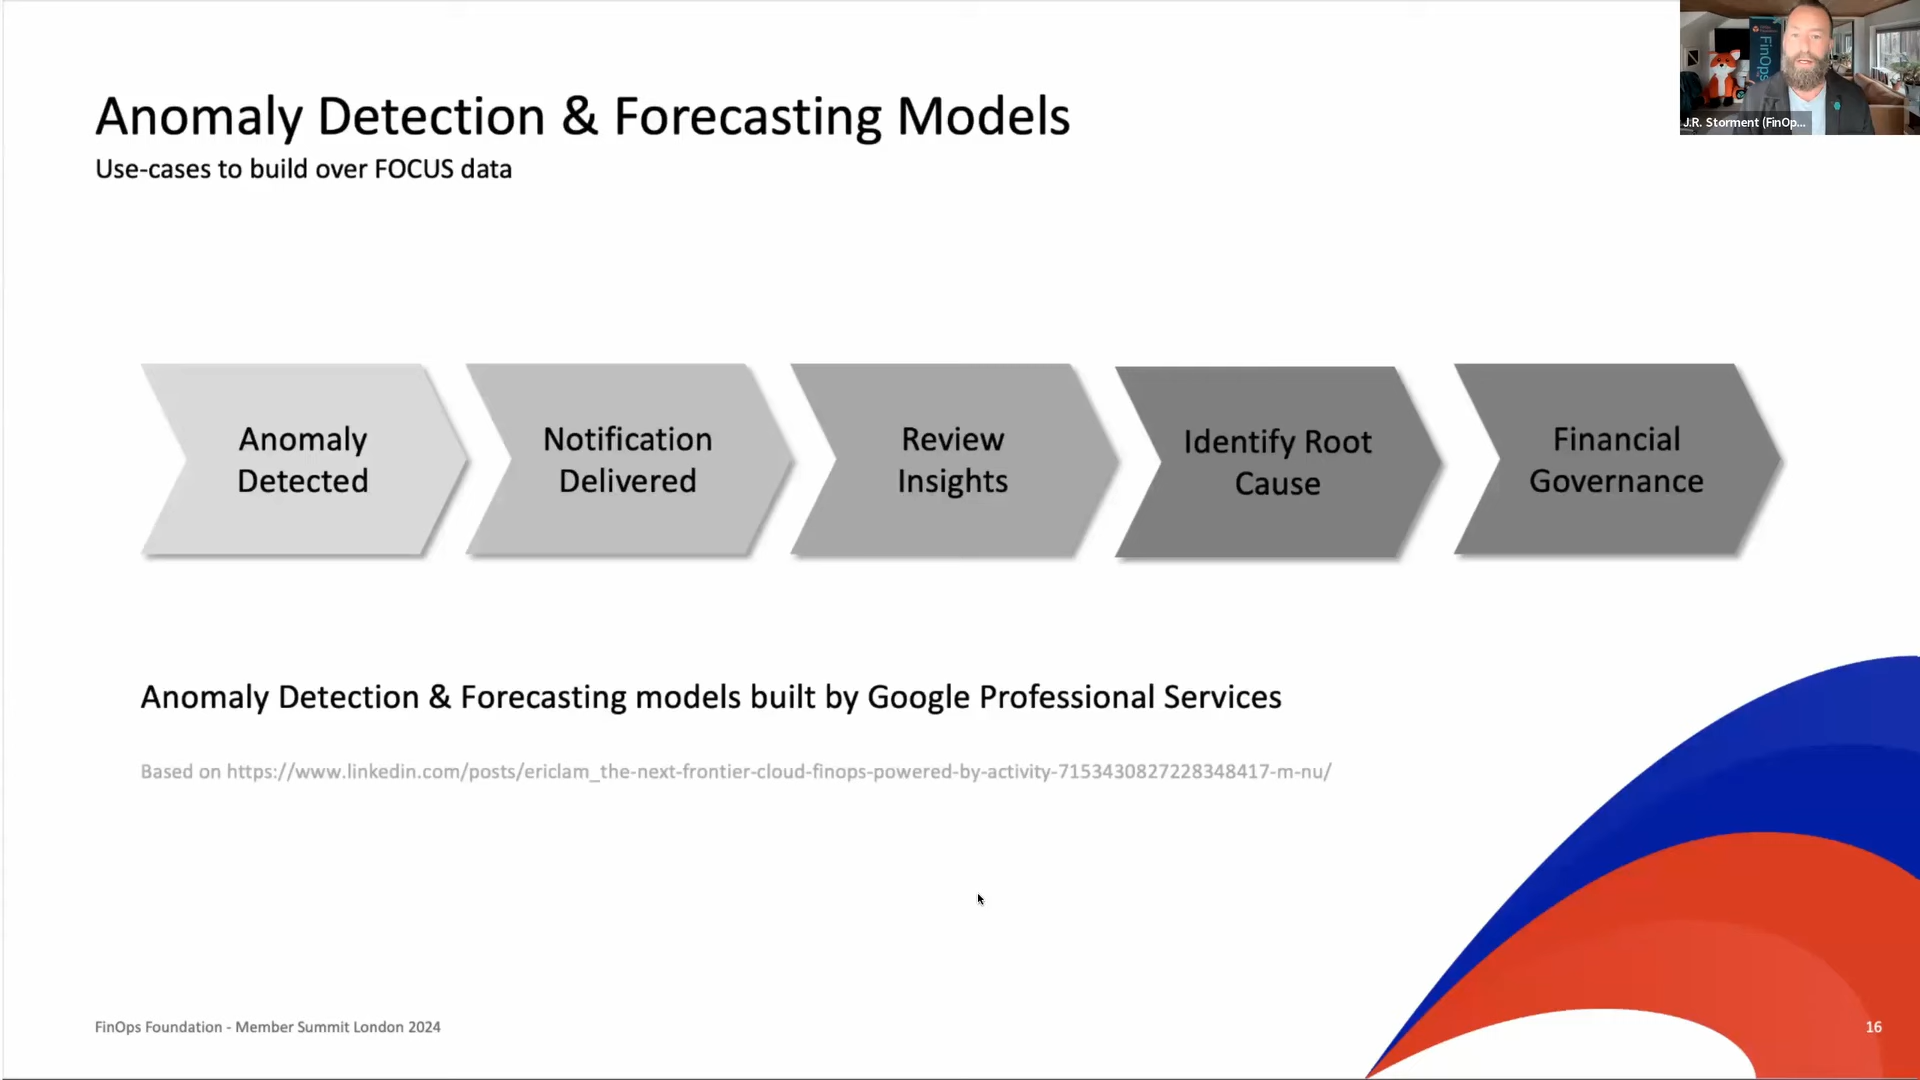 Anomaly Detection & Forecasting Models
Use-cases to build over FOCUS data
FinOps
J.R. Storment (FinOp...
Anomaly
Detected
Notification
Delivered
Review
Insights
Identify Root
Cause
Financial
Governance
Anomaly Detection & Forecasting models built by Google Professional Services
Based on https://www.linkedin.com/posts/ericlam_the-next-frontier-cloud-finops-powered-by-activity-7153430827228348417-m-nu/
FinOps Foundation - Member Summit London 2024
16